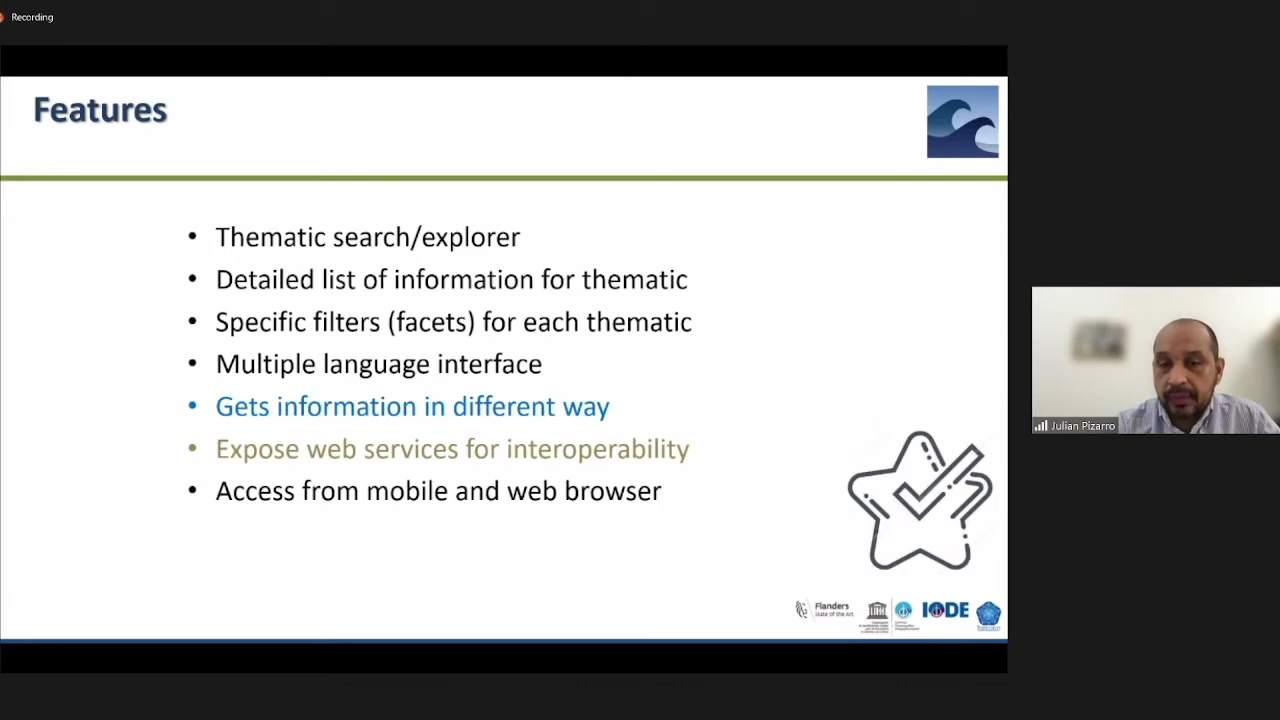 Recording
Features
• Thematic search/explorer
• Detailed list of information for thematic
• Specific filters (facets) for each thematic
• Multiple language interface
• Gets information in different way
• Expose web services for interoperability
• Access from mobile and web browser
Julian Pizarro
Flanders
State of the Art
IODE